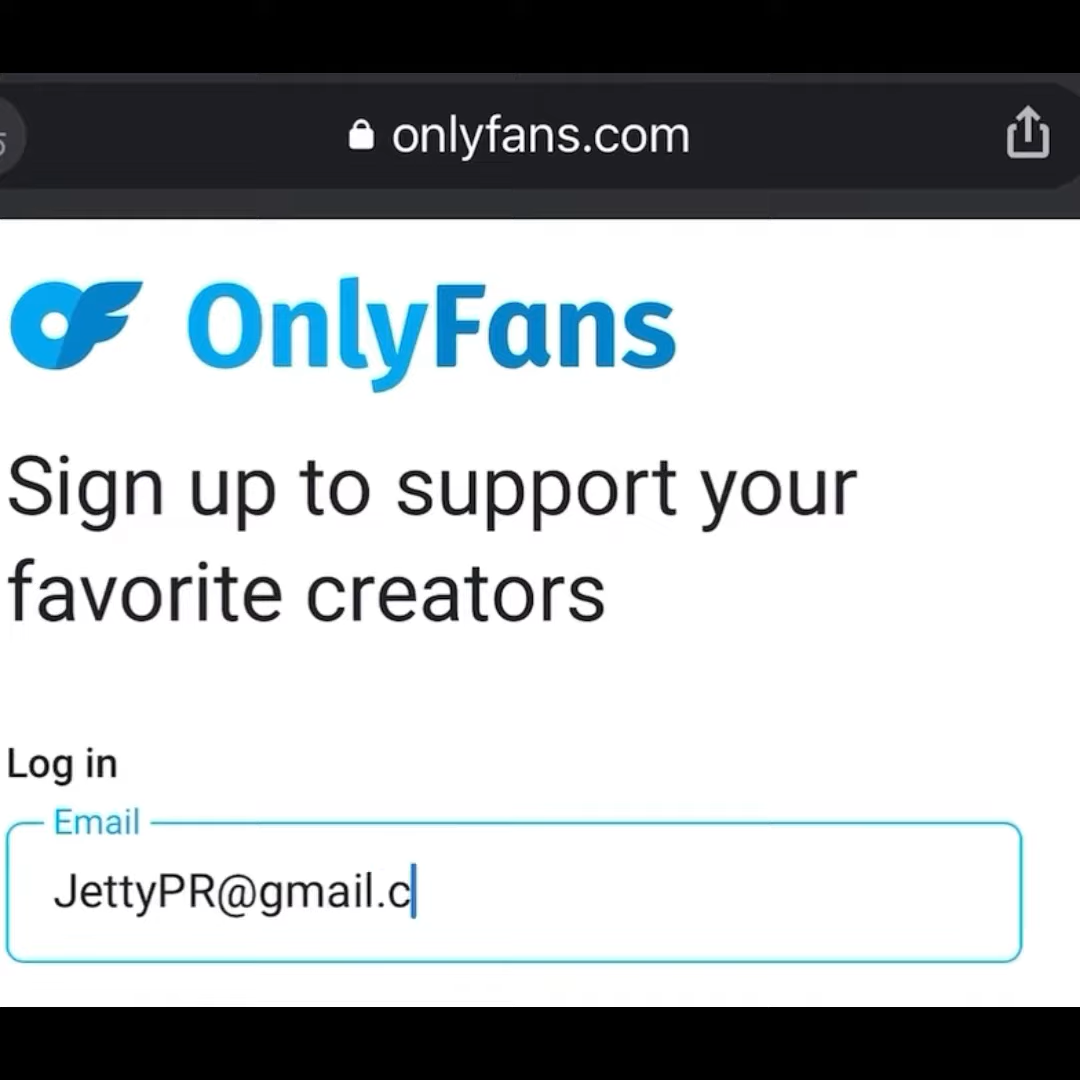 onlyfans.com
OnlyFans
Sign up to support your
favorite creators
Log in
Email
JettyPR@gmail.c